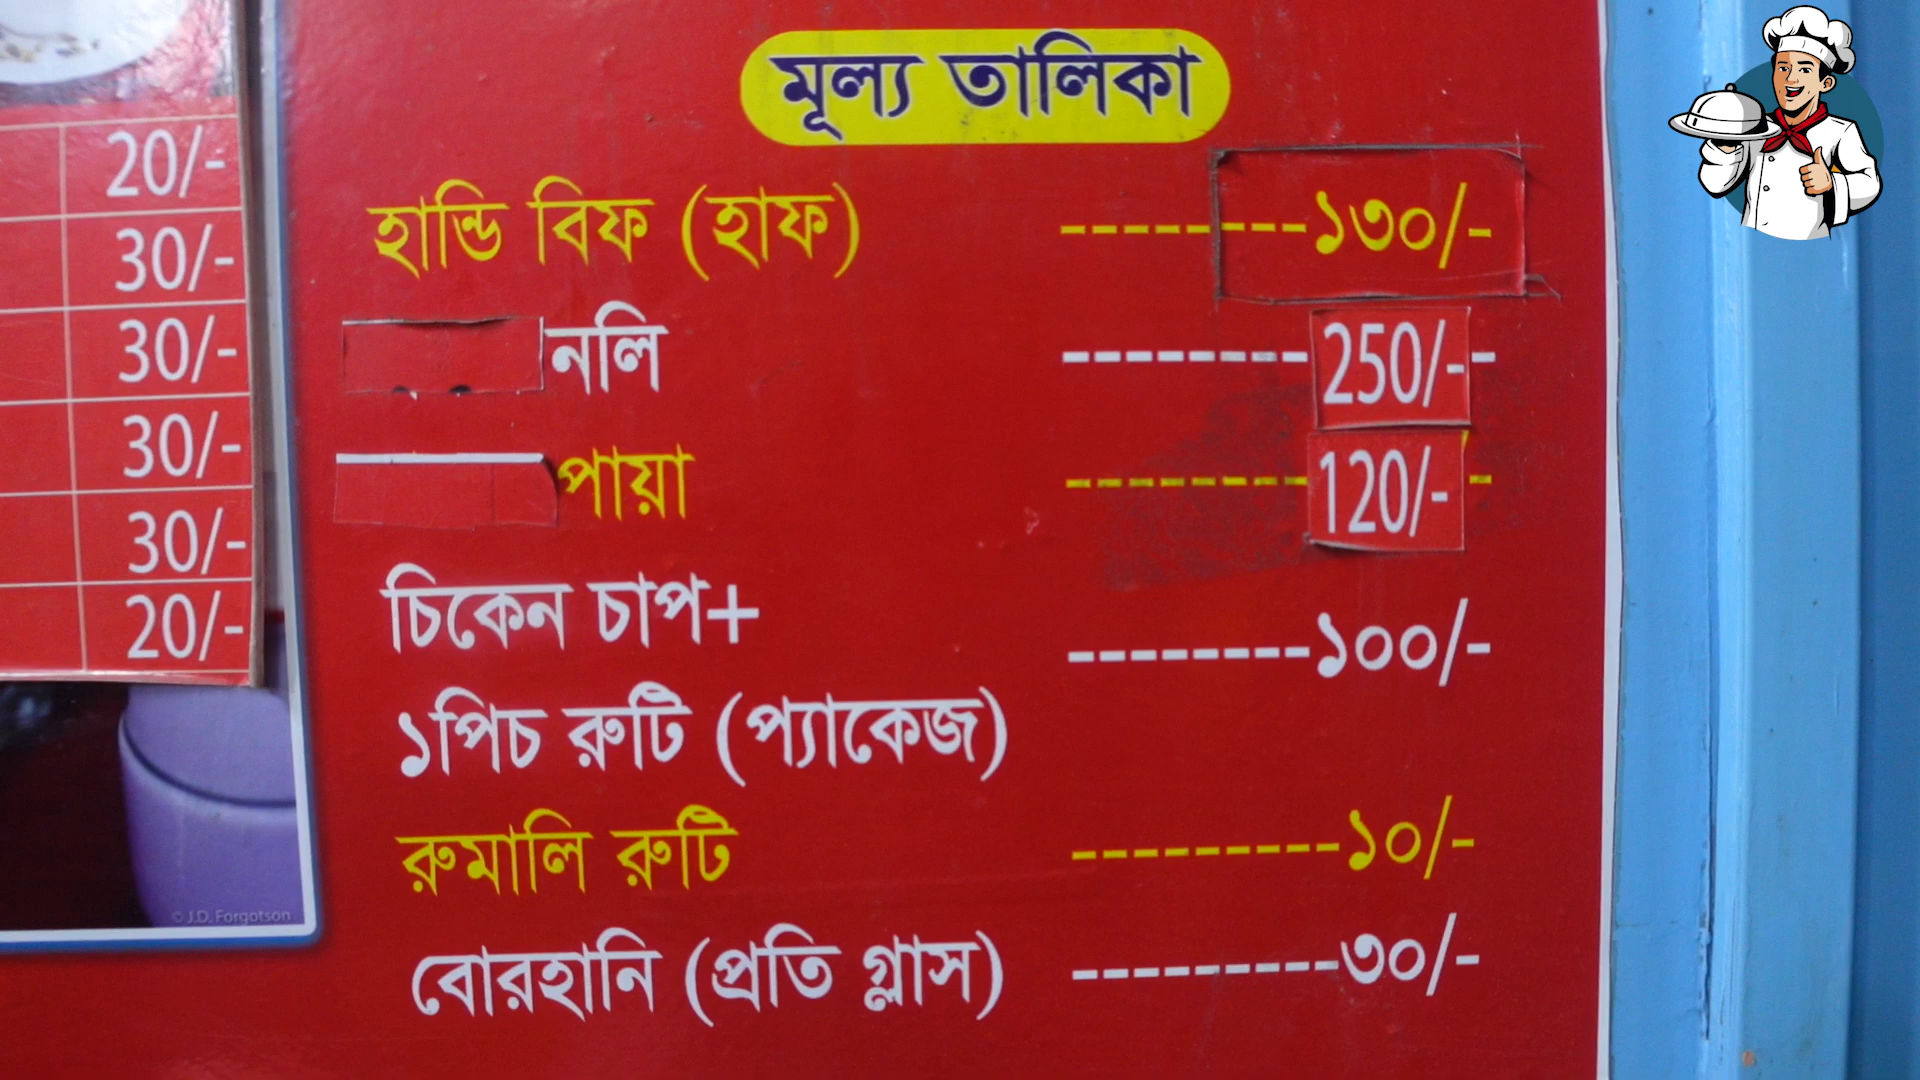 মূল্য তালিকা
20/-
30/-
30/-
30/-
30/-
20/-
হান্ডি বিফ (হাফ) --------১৩০/-
নলি --------250/--
পায়া --------120/--
চিকেন চাপ+ --------১০০/-
১পিচ রুটি (প্যাকেজ)
রুমালি রুটি ---------১০/-
বোরহানি (প্রতি গ্লাস) ---------৩০/-
© J.D. Forgotson